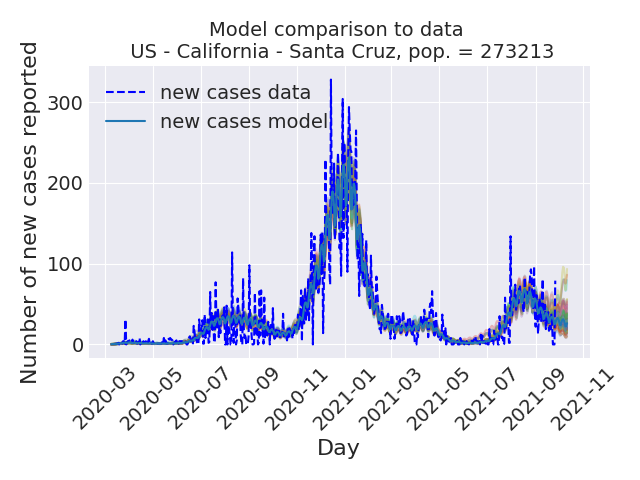 Model comparison to data
US - California - Santa Cruz, pop. = 273213
Number of new cases reported
300
200
100
0
new cases data
new cases model
2020-03
2020-05
2020-07
2020-09
2020-11
2021-01
2021-03
2021-05
2021-07
2021-09
2021-11
Day